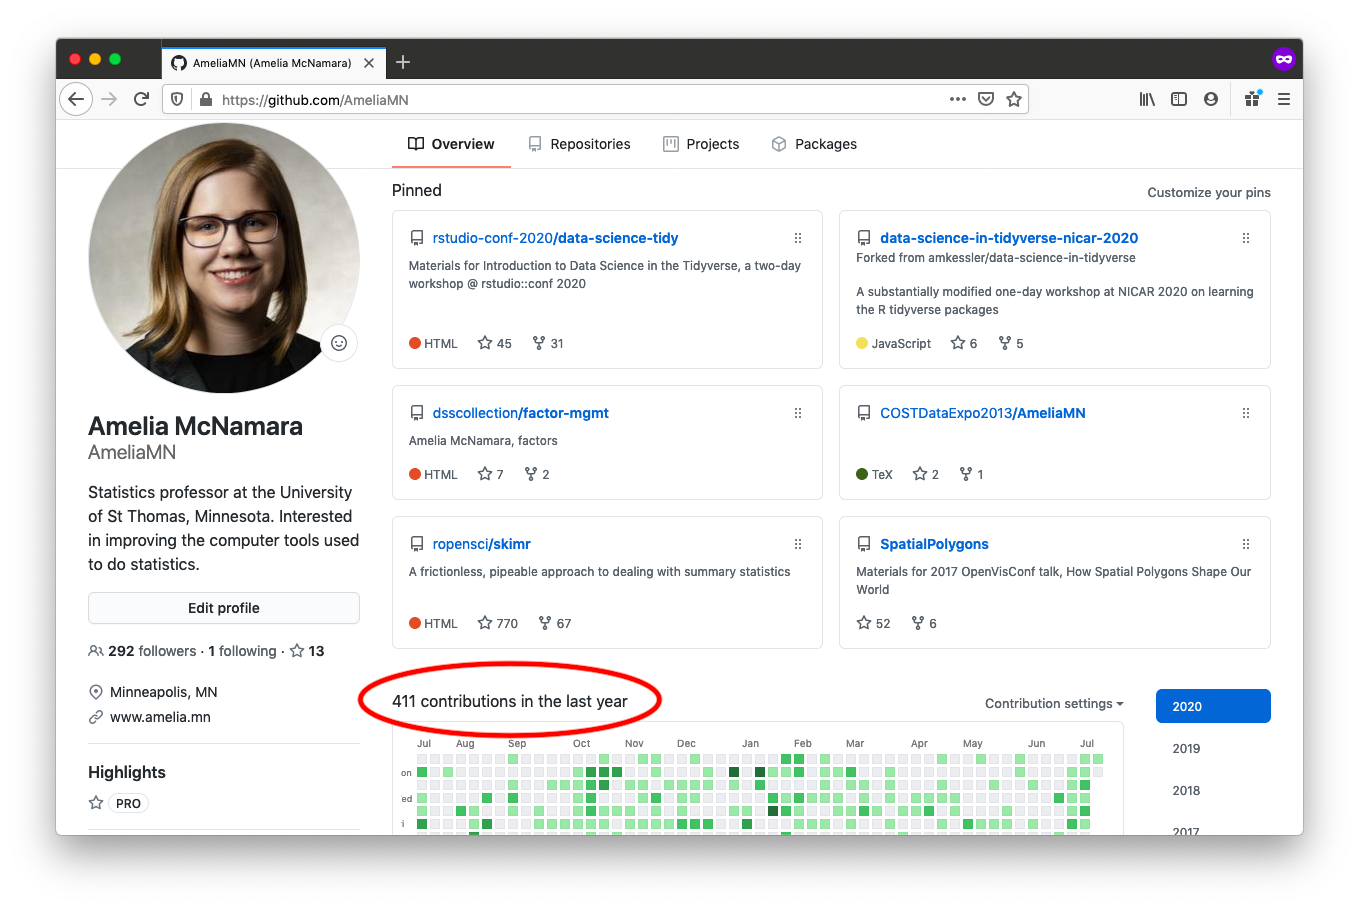 AmeliaMN (Amelia McNamara)
https://github.com/AmeliaMN
Overview Repositories Projects Packages
Amelia McNamara
AmeliaMN
Statistics professor at the University
of St Thomas, Minnesota. Interested
in improving the computer tools used
to do statistics.
Edit profile
292 followers · 1 following · 13
Minneapolis, MN
www.amelia.mn
Highlights
PRO
Pinned
Customize your pins
rstudio-conf-2020/data-science-tidy
Materials for Introduction to Data Science in the Tidyverse, a two-day
workshop @ rstudio::conf 2020
HTML 45 31
data-science-in-tidyverse-nicar-2020
Forked from amkessler/data-science-in-tidyverse
A substantially modified one-day workshop at NICAR 2020 on learning
the R tidyverse packages
JavaScript 6 5
dsscollection/factor-mgmt
Amelia McNamara, factors
HTML 7 2
COSTDataExpo2013/AmeliaMN
TeX 2 1
ropensci/skimr
A frictionless, pipeable approach to dealing with summary statistics
HTML 770 67
SpatialPolygons
Materials for 2017 OpenVisConf talk, How Spatial Polygons Shape Our
World
52 6
411 contributions in the last year
Contribution settings
Jul Aug Sep Oct Nov Dec Jan Feb Mar Apr May Jun Jul
on
ed
i
2020
2019
2018
2017